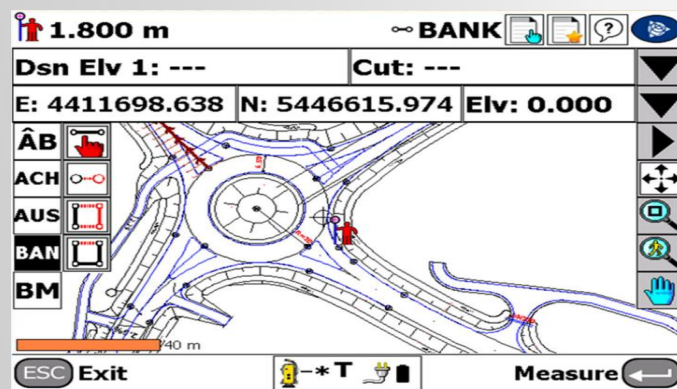 1.800 m BANK ?
Dsn Elv 1: --- Cut: ---
E: 4411698.638 N: 5446615.974 Elv: 0.000
ÂB
ACH
AUS
BAN
BM
40 m
ESC Exit -*T Measure